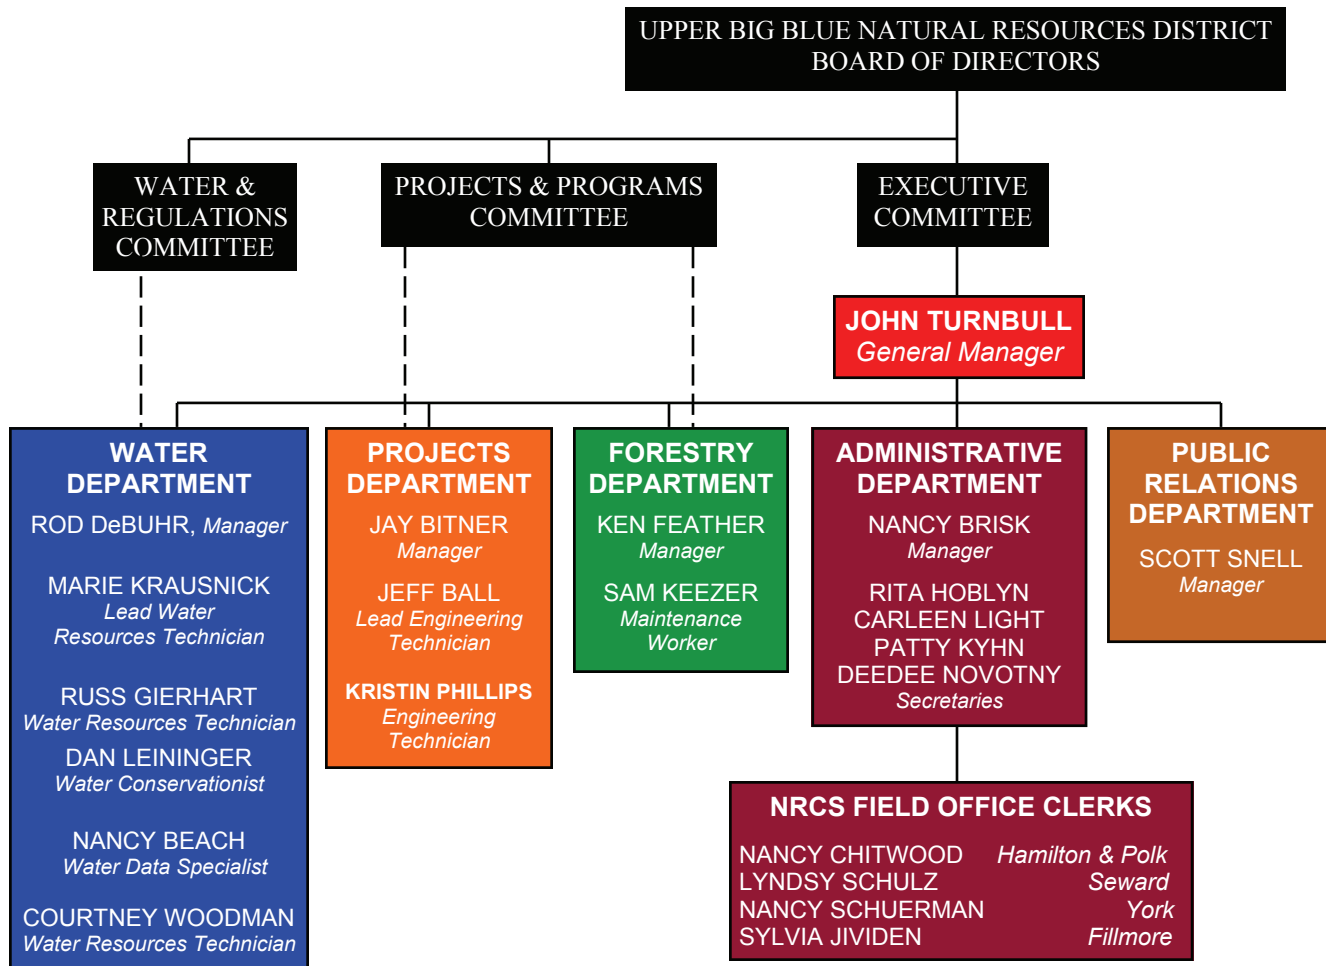 UPPER BIG BLUE NATURAL RESOURCES DISTRICT
BOARD OF DIRECTORS
WATER &
REGULATIONS
COMMITTEE
PROJECTS & PROGRAMS
COMMITTEE
EXECUTIVE
COMMITTEE
JOHN TURNBULL
General Manager
WATER
DEPARTMENT
ROD DeBUHR, Manager
MARIE KRAUSNICK
Lead Water
Resources Technician
RUSS GIERHART
Water Resources Technician
DAN LEININGER
Water Conservationist
NANCY BEACH
Water Data Specialist
COURTNEY WOODMAN
Water Resources Technician
PROJECTS
DEPARTMENT
JAY BITNER
Manager
JEFF BALL
Lead Engineering
Technician
KRISTIN PHILLIPS
Engineering
Technician
FORESTRY
DEPARTMENT
KEN FEATHER
Manager
SAM KEEZER
Maintenance
Worker
ADMINISTRATIVE
DEPARTMENT
NANCY BRISK
Manager
RITA HOBLYN
CARLEEN LIGHT
PATTY KYHN
DEEDEE NOVOTNY
Secretaries
PUBLIC
RELATIONS
DEPARTMENT
SCOTT SNELL
Manager
NRCS FIELD OFFICE CLERKS
NANCY CHITWOOD Hamilton & Polk
LYNDSY SCHULZ Seward
NANCY SCHUERMAN York
SYLVIA JIVIDEN Fillmore